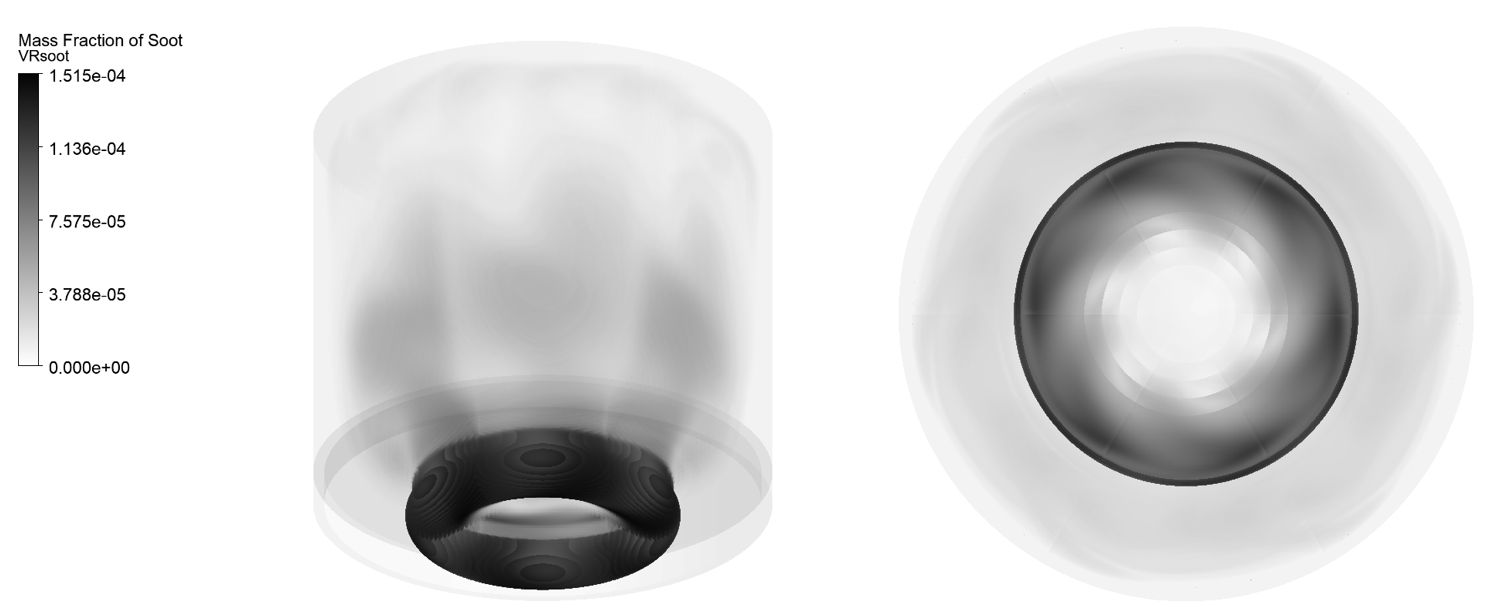 Mass Fraction of Soot
VRsoot
1.515e-04
1.136e-04
7.575e-05
3.788e-05
0.000e+00